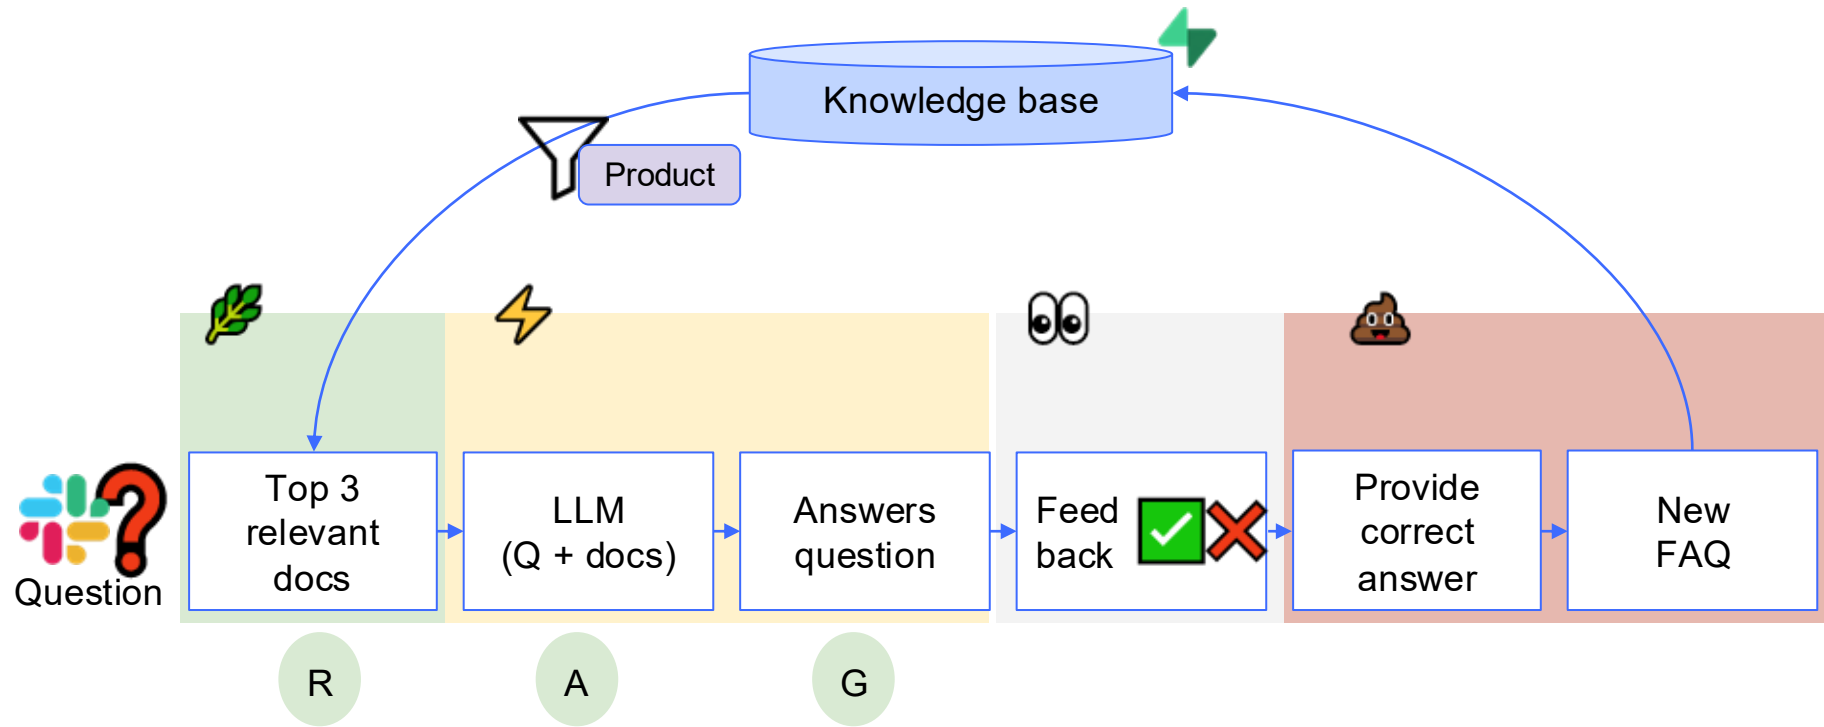 Knowledge base
Product
Question
Top 3
relevant
docs
LLM
(Q + docs)
Answers
question
Feed
back
Provide
correct
answer
New
FAQ
R
A
G